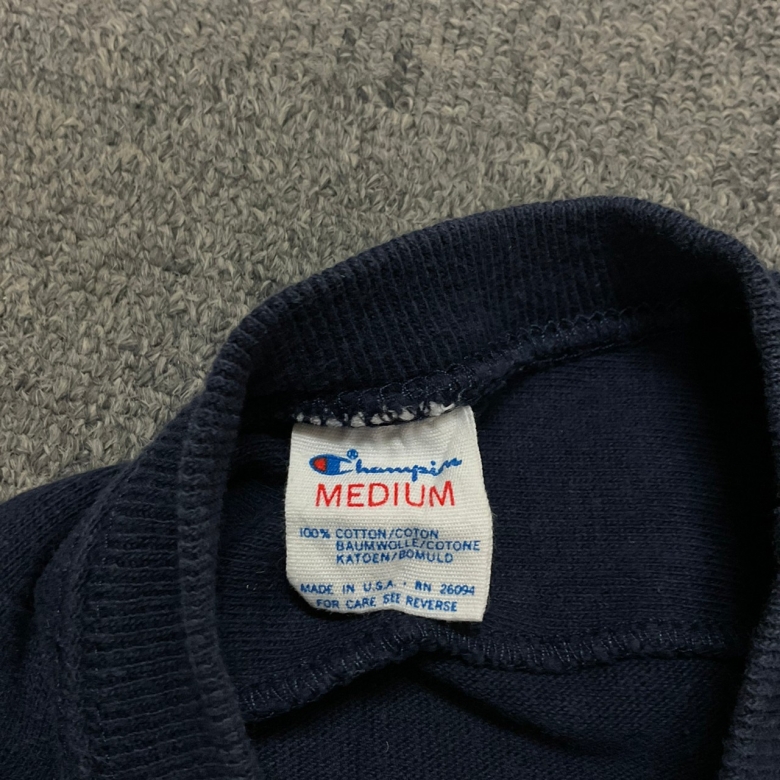 Champion®
MEDIUM
100% COTTON/COTON
BAUMWOLLE/COTONE
KATOEN/BOMULD
MADE IN U.S.A. · RN 26094
FOR CARE SEE REVERSE